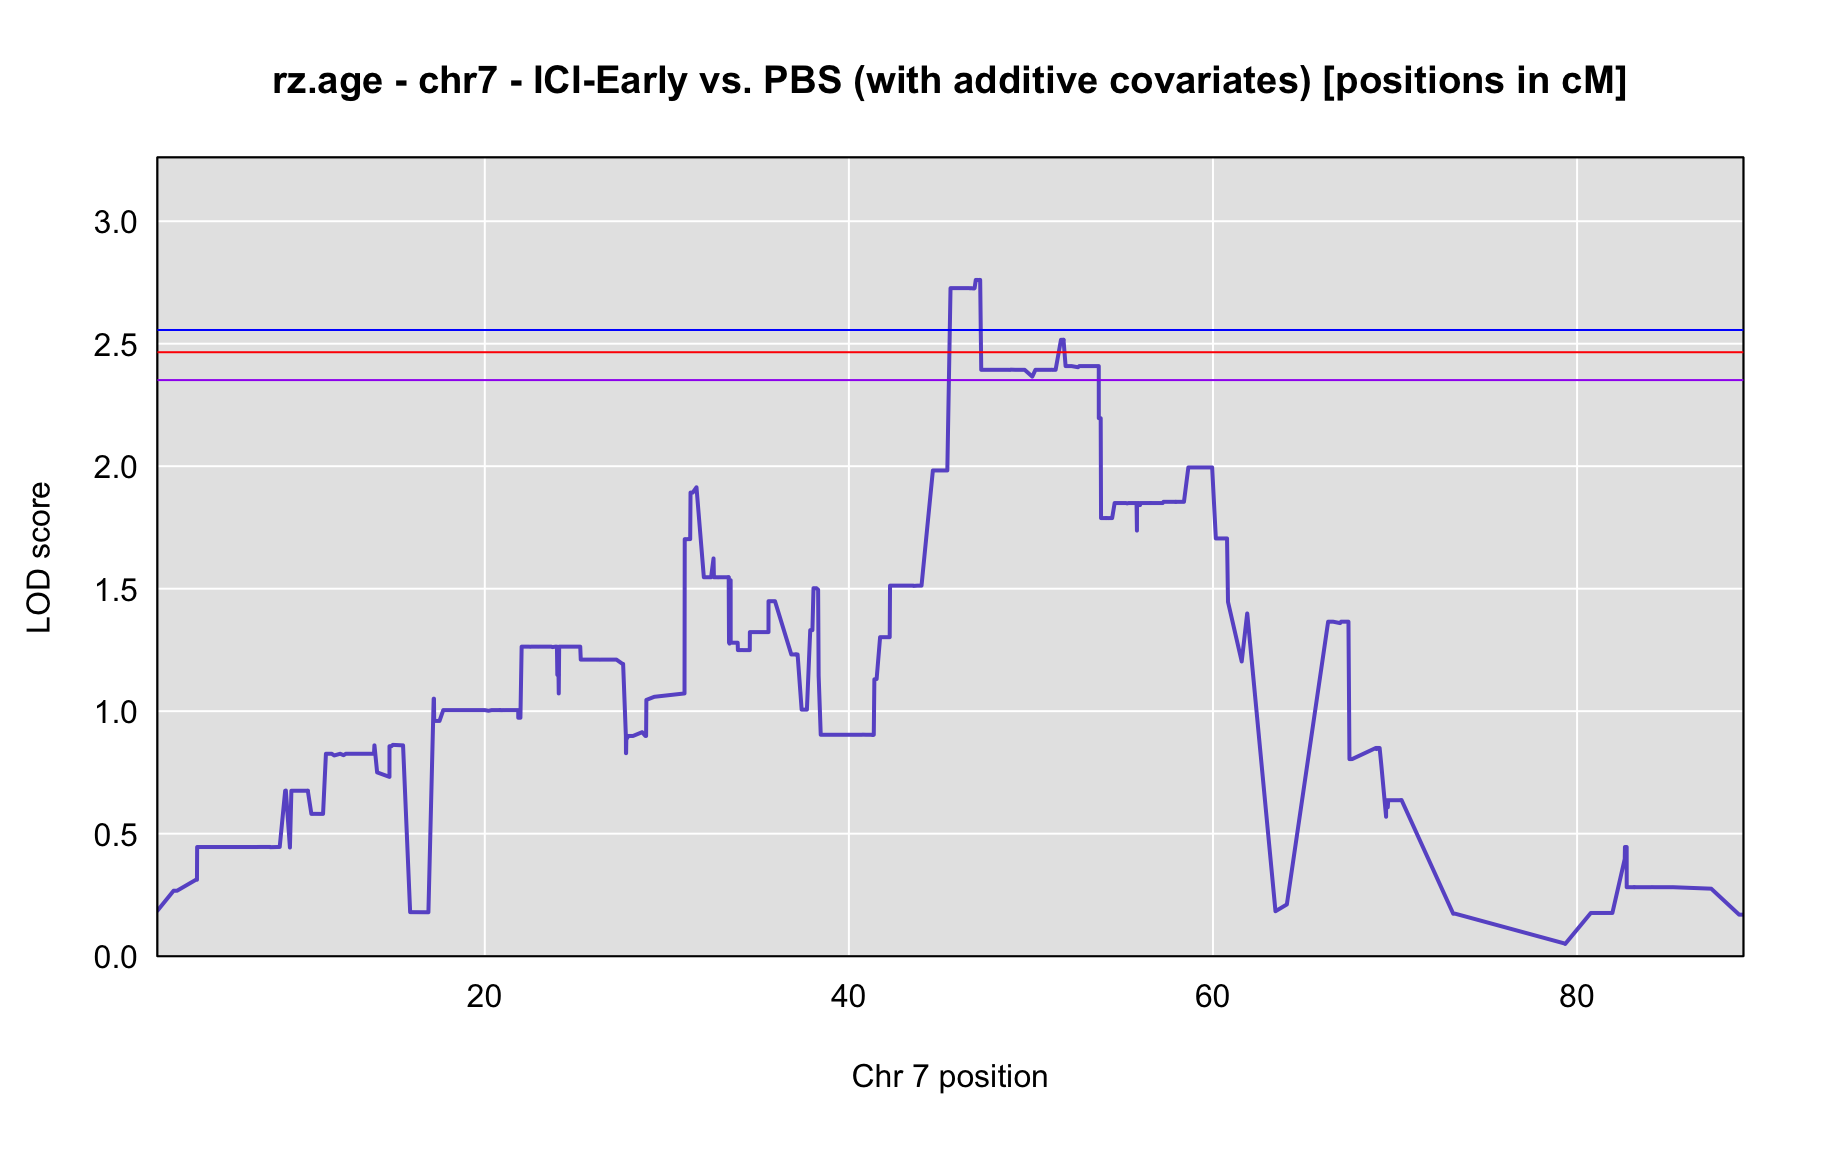 rz.age - chr7 - ICI-Early vs. PBS (with additive covariates) [positions in cM]
3.0
2.5
2.0
1.5
1.0
0.5
0.0
LOD score
20 40 60 80
Chr 7 position